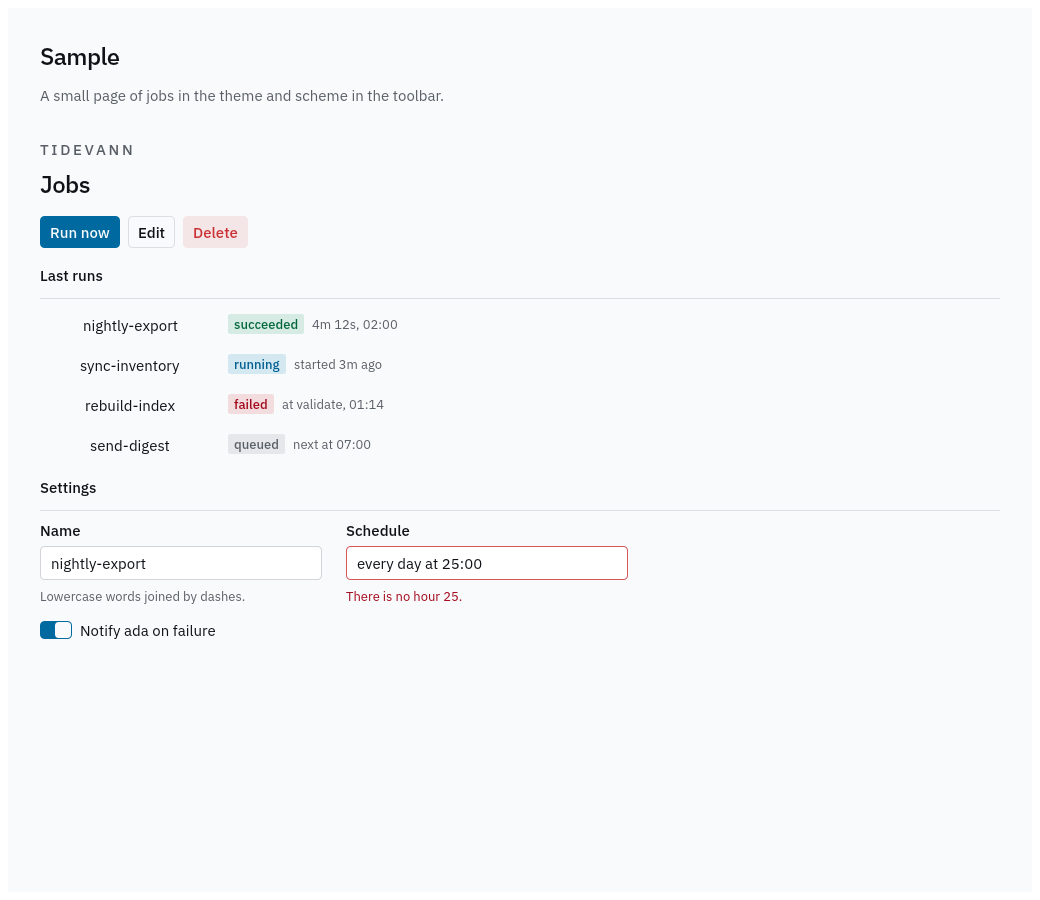 Sample
A small page of jobs in the theme and scheme in the toolbar.
TIDEVANN
Jobs
Run now Edit Delete
Last runs
nightly-export succeeded 4m 12s, 02:00
sync-inventory running started 3m ago
rebuild-index failed at validate, 01:14
send-digest queued next at 07:00
Settings
Name Schedule
nightly-export every day at 25:00
Lowercase words joined by dashes. There is no hour 25.
Notify ada on failure